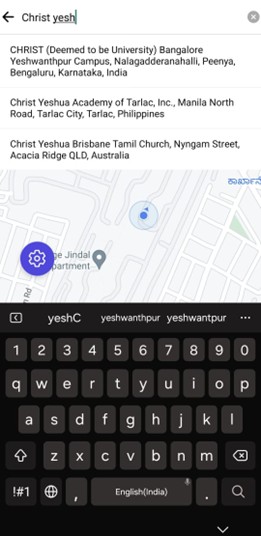 Christ yesh
CHRIST (Deemed to be University) Bangalore
Yeshwanthpur Campus, Nalagadderanahalli, Peenya,
Bengaluru, Karnataka, India
Christ Yeshua Academy of Tarlac, Inc., Manila North
Road, Tarlac City, Tarlac, Philippines
Christ Yeshua Brisbane Tamil Church, Nyngam Street,
Acacia Ridge QLD, Australia
ಕಾರ್ಖಾನೆ
ge Jindal
partment
n Rd
yeshC yeshwanthpur yeshwantpur
1 2 3 4 5 6 7 8 9 0
q w e r t y u i o p
a s d f g h j k l
z x c v b n m
!#1 , English(India) .